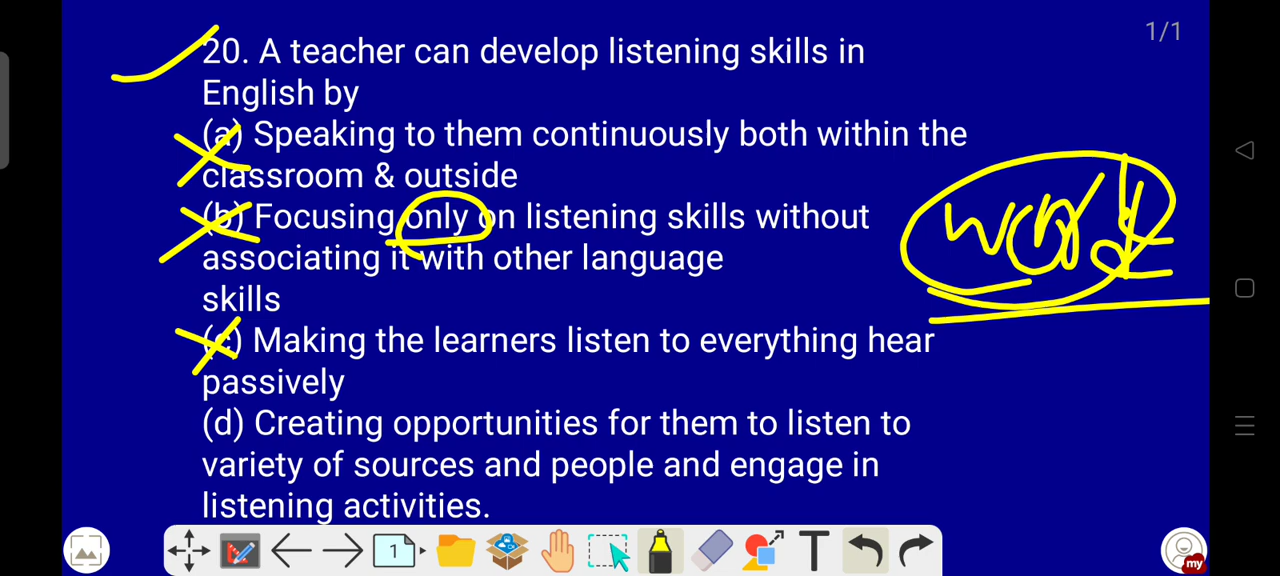 1/1
20. A teacher can develop listening skills in
English by
(a) Speaking to them continuously both within the
classroom & outside
(b) Focusing only on listening skills without
associating it with other language
skills
(c) Making the learners listen to everything hear
passively
(d) Creating opportunities for them to listen to
variety of sources and people and engage in
listening activities.
1
T
my